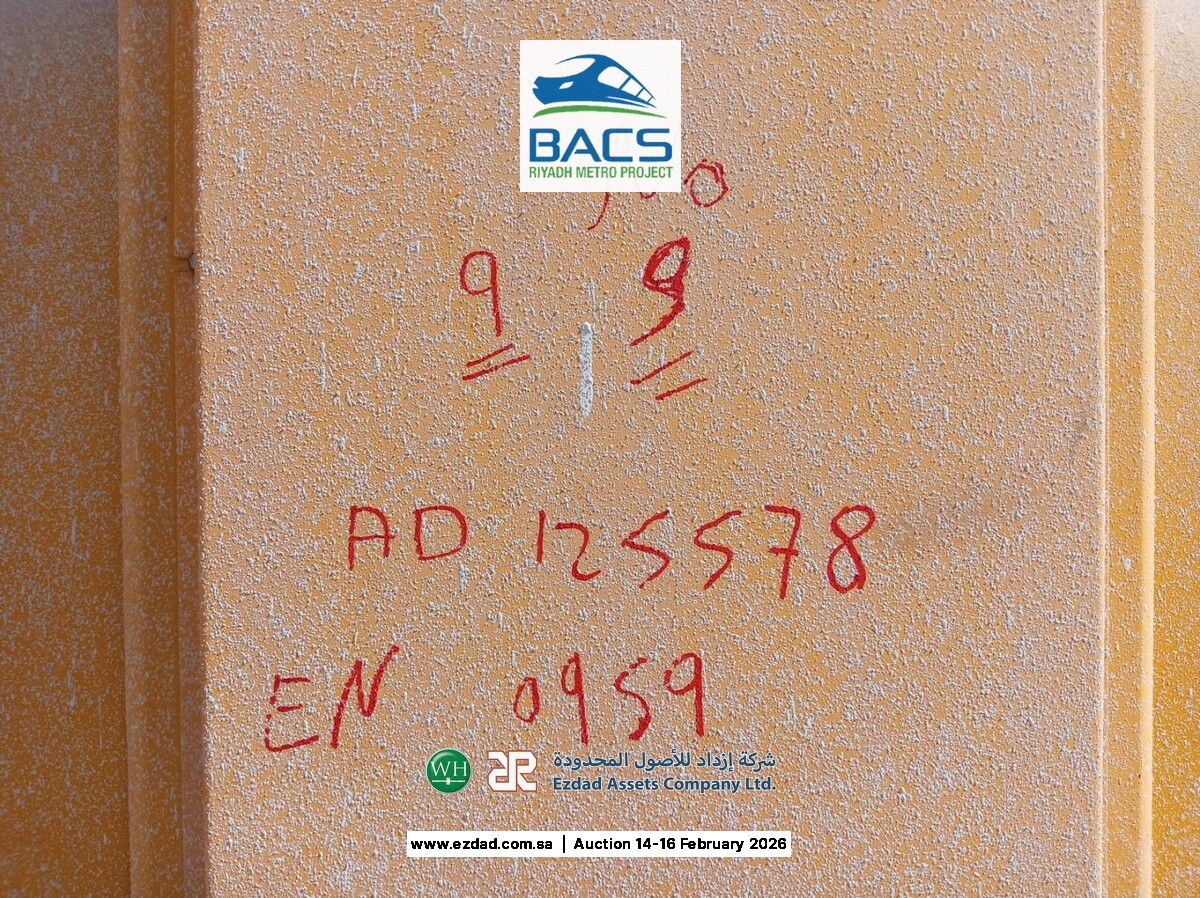 BACS
RIYADH METRO PROJECT
9 9
AD 125578
EN 0959
WH
شركة إزداد للأصول المحدودة
Ezdad Assets Company Ltd.
www.ezdad.com.sa | Auction 14-16 February 2026